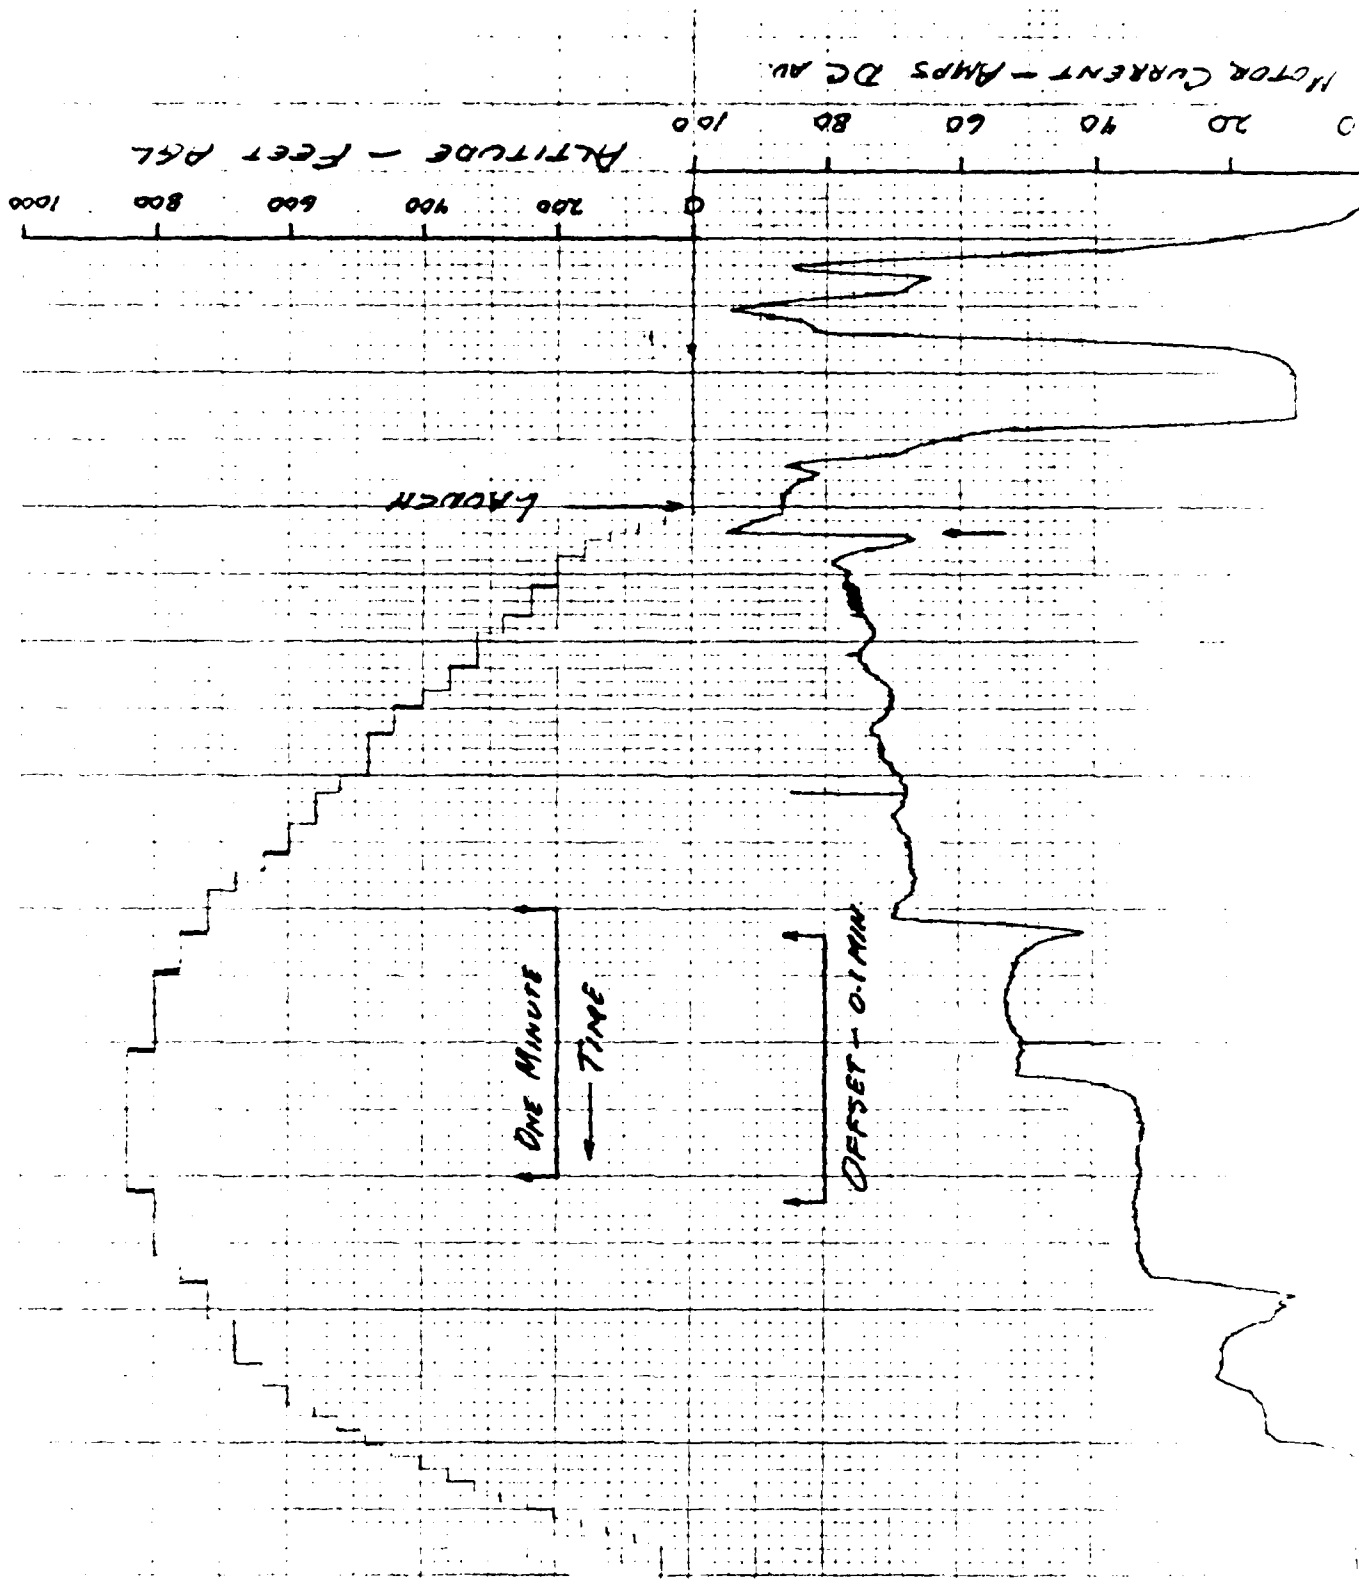 MOTOR CURRENT - AMPS DC AV.
0 20 40 60 80 100
ALTITUDE - FEET AGL
0 200 400 600 800 1000
LAUNCH
ONE MINUTE
TIME
OFFSET - 0.1 MIN.